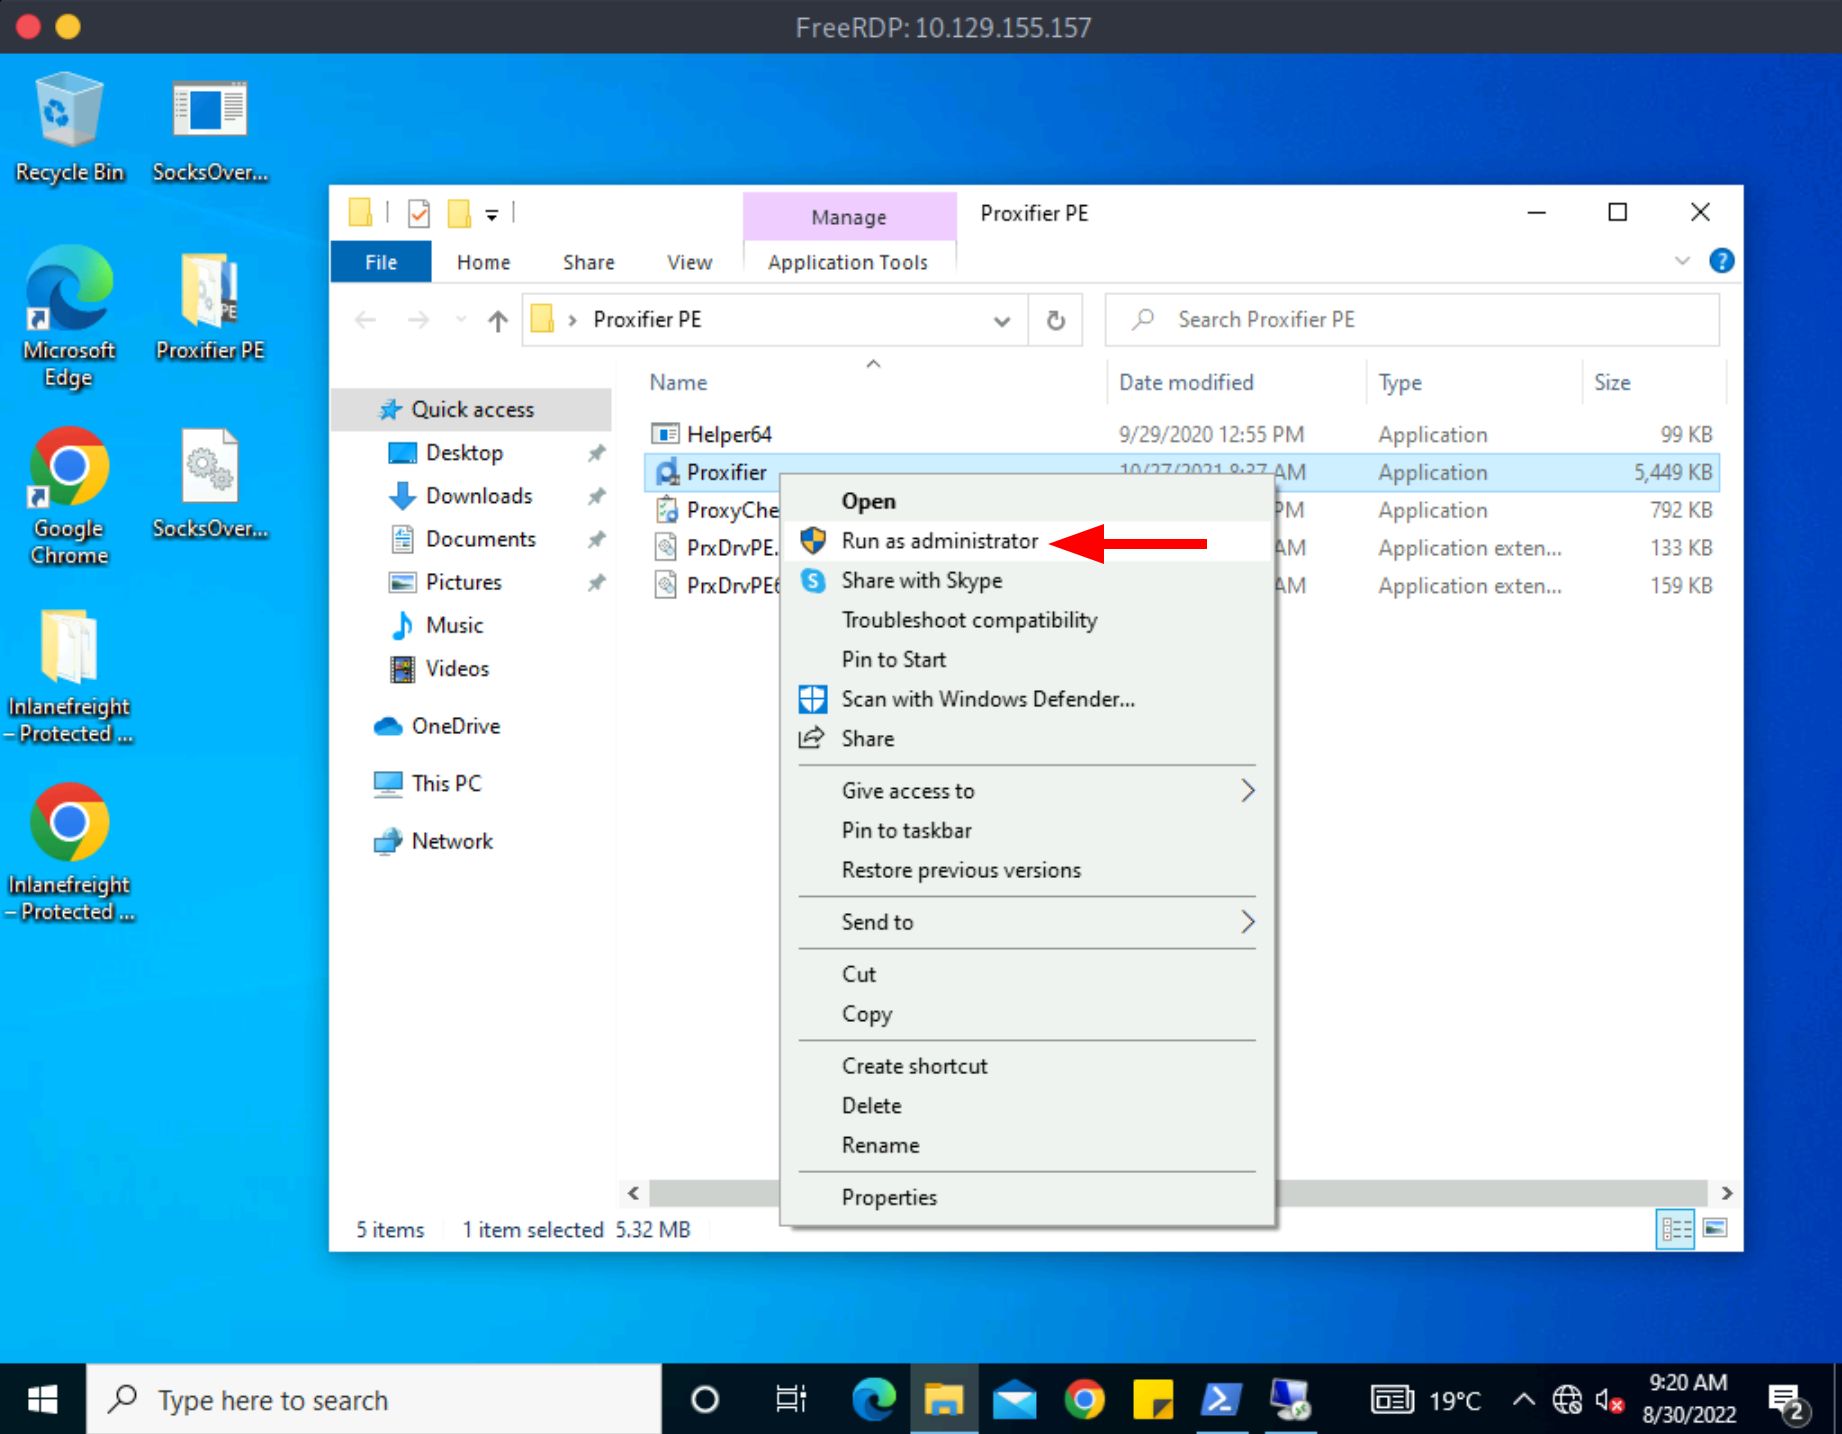 FreeRDP: 10.129.155.157
Recycle Bin
SocksOver...
Microsoft
Edge
Proxifier PE
Google
Chrome
SocksOver...
Inlanefreight
– Protected ...
Inlanefreight
– Protected ...
Manage
Proxifier PE
File
Home
Share
View
Application Tools
Proxifier PE
Search Proxifier PE
Name
Date modified
Type
Size
Quick access
Desktop
Downloads
Documents
Pictures
Music
Videos
OneDrive
This PC
Network
Helper64 9/29/2020 12:55 PM Application 99 KB
Proxifier 10/27/2021 8:37 AM Application 5,449 KB
ProxyChe PM Application 792 KB
PrxDrvPE. AM Application exten... 133 KB
PrxDrvPE6 AM Application exten... 159 KB
Open
Run as administrator
Share with Skype
Troubleshoot compatibility
Pin to Start
Scan with Windows Defender...
Share
Give access to
Pin to taskbar
Restore previous versions
Send to
Cut
Copy
Create shortcut
Delete
Rename
Properties
5 items 1 item selected 5.32 MB
Type here to search
19°C
9:20 AM
8/30/2022
2